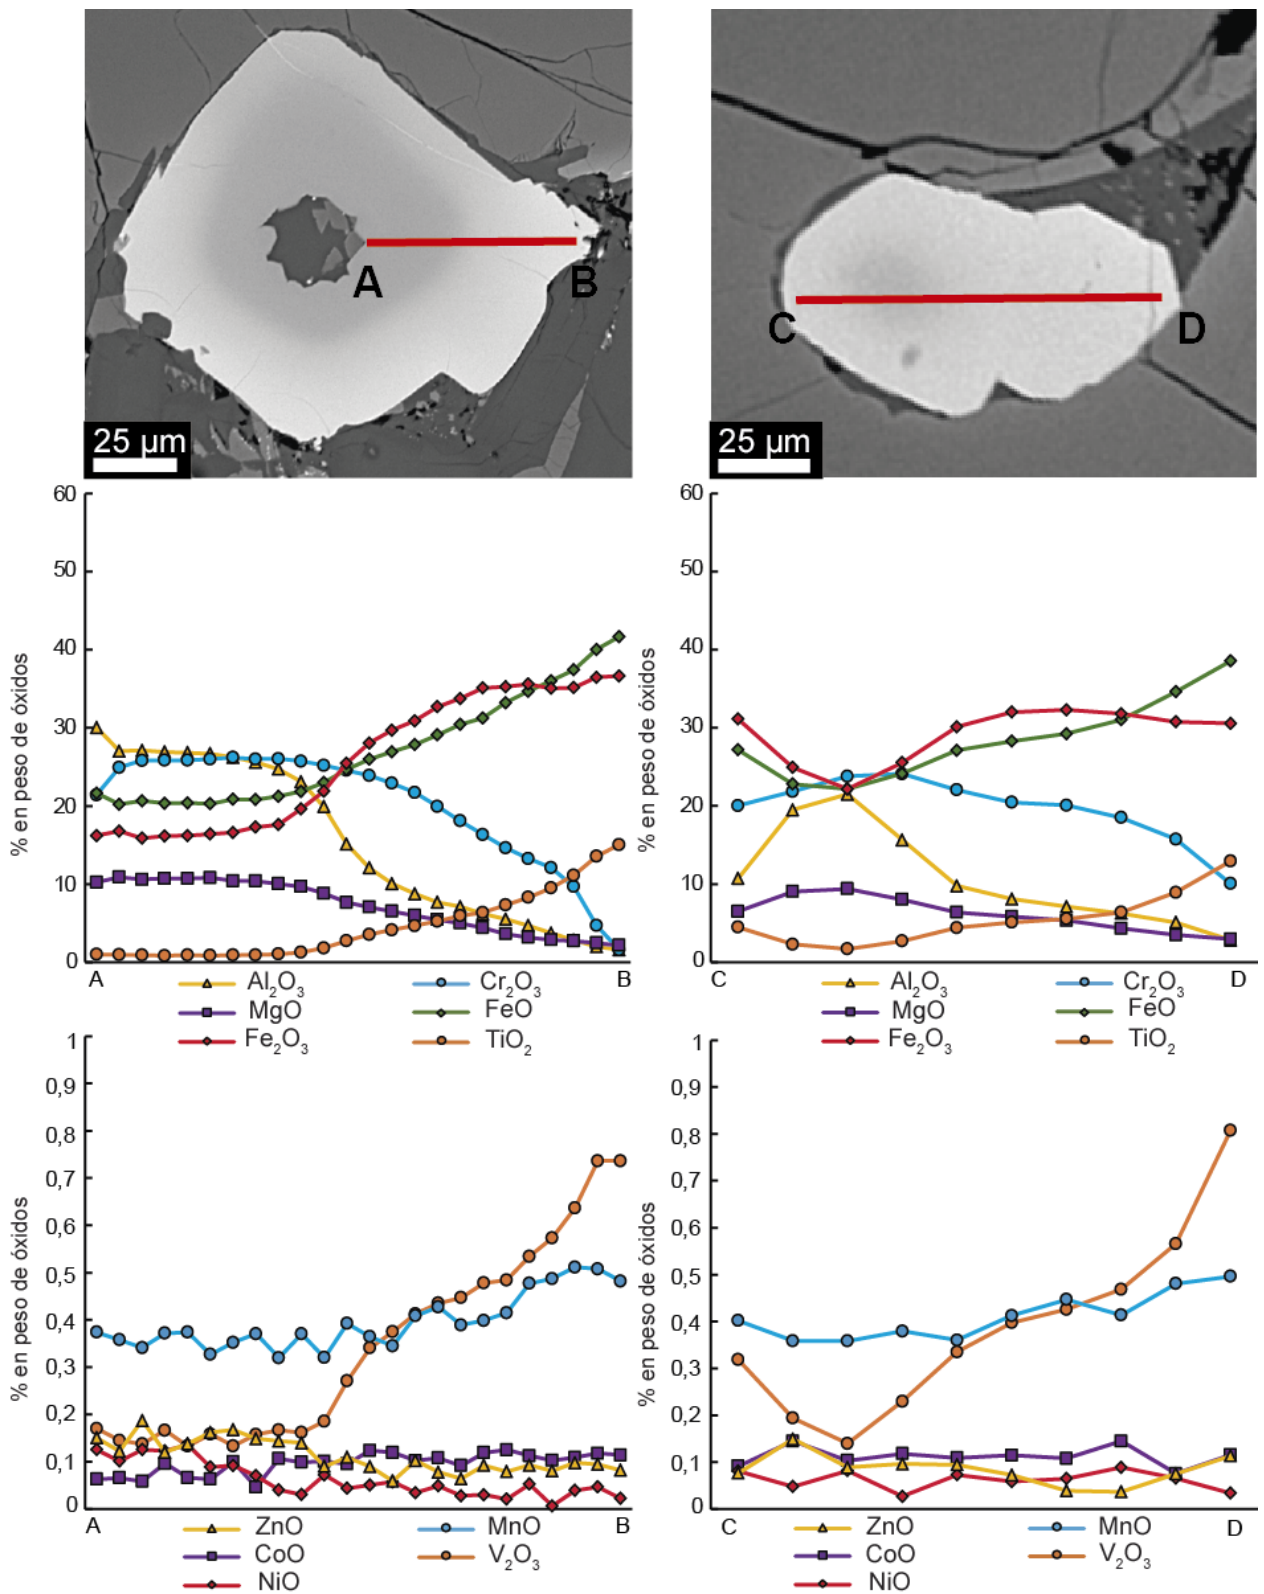 A
B
25 µm
C
D
25 µm
% en peso de óxidos
60
50
40
30
20
10
0
A
B
Al2O3
Cr2O3
MgO
FeO
Fe2O3
TiO2
% en peso de óxidos
60
50
40
30
20
10
0
C
D
Al2O3
Cr2O3
MgO
FeO
Fe2O3
TiO2
% en peso de óxidos
1
0,9
0,8
0,7
0,6
0,5
0,4
0,3
0,2
0,1
0
A
B
ZnO
MnO
CoO
V2O3
NiO
% en peso de óxidos
1
0,9
0,8
0,7
0,6
0,5
0,4
0,3
0,2
0,1
0
C
D
ZnO
MnO
CoO
V2O3
NiO